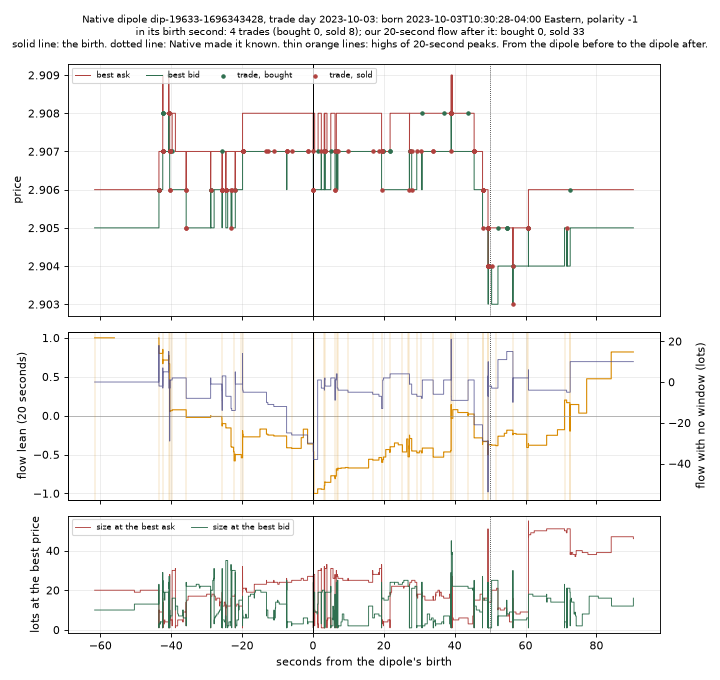 Native dipole dip-19633-1696343428, trade day 2023-10-03: born 2023-10-03T10:30:28-04:00 Eastern, polarity -1
in its birth second: 4 trades (bought 0, sold 8); our 20-second flow after it: bought 0, sold 33
solid line: the birth. dotted line: Native made it known. thin orange lines: highs of 20-second peaks. From the dipole before to the dipole after.
best ask
best bid
trade, bought
trade, sold
2.909
2.908
2.907
2.906
2.905
2.904
2.903
price
1.0
0.5
0.0
−0.5
−1.0
flow lean (20 seconds)
20
0
−20
−40
flow with no window (lots)
size at the best ask
size at the best bid
40
20
0
lots at the best price
−60
−40
−20
0
20
40
60
80
seconds from the dipole's birth